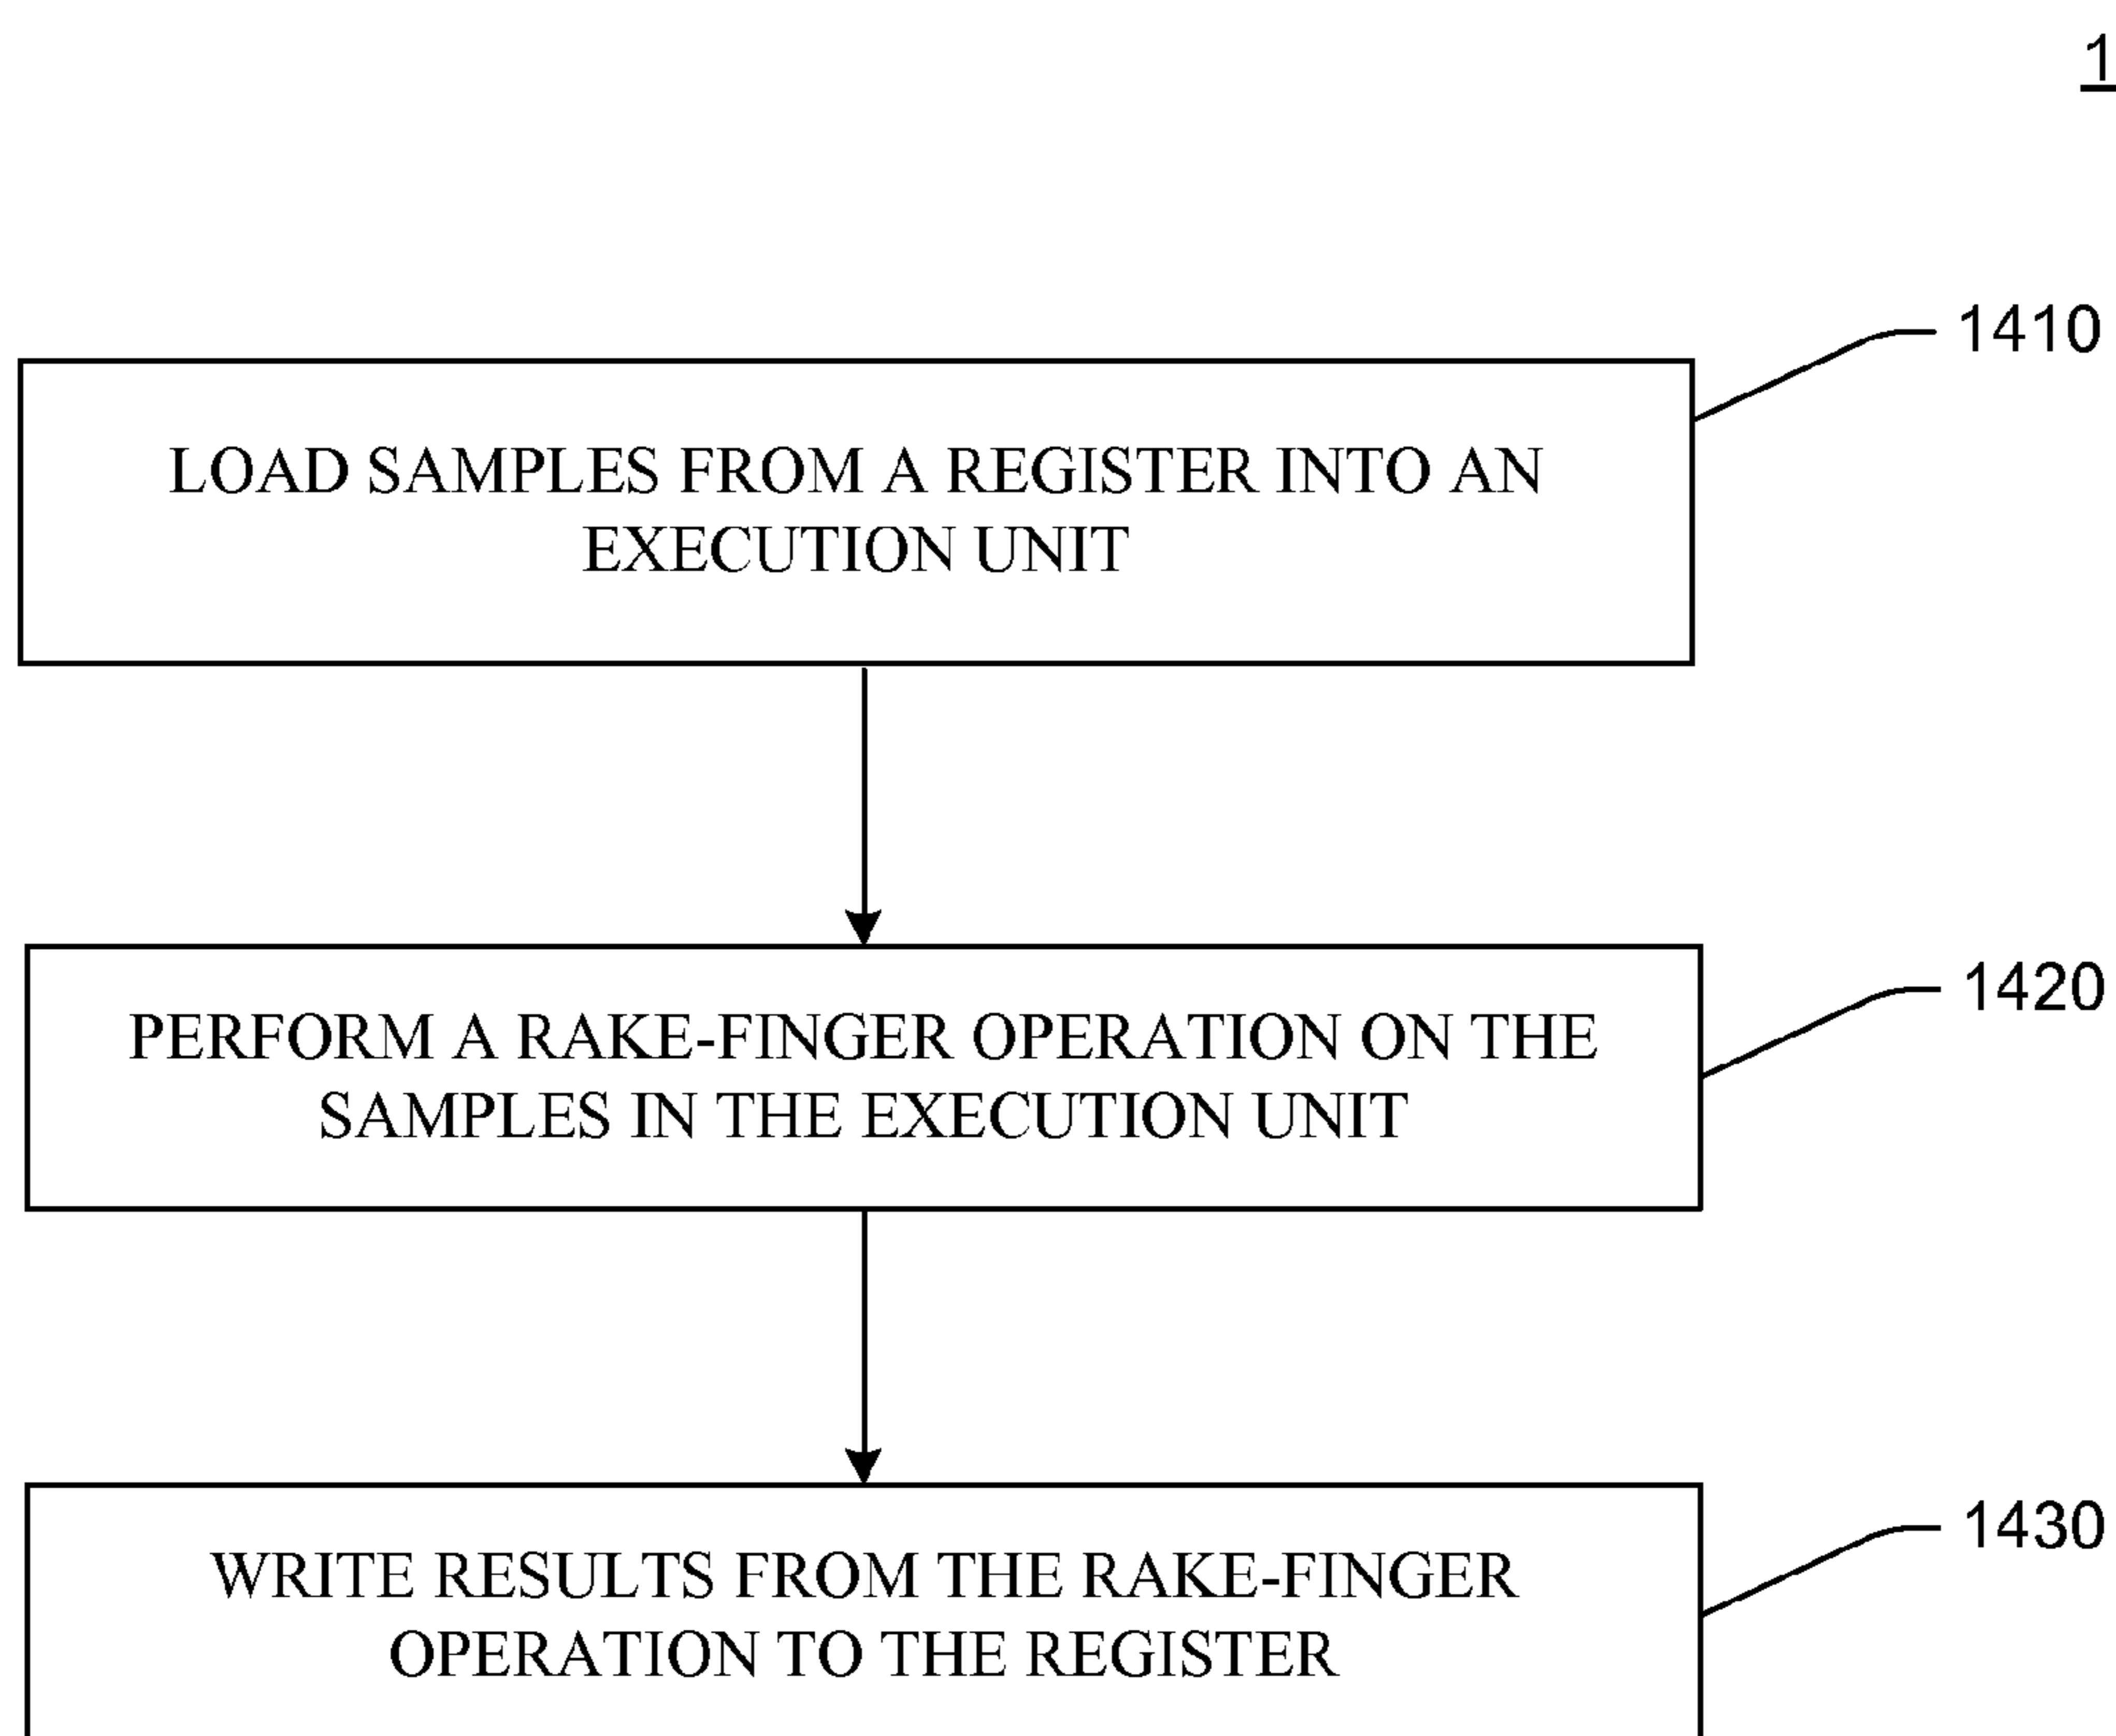 1
1410
LOAD SAMPLES FROM A REGISTER INTO AN
EXECUTION UNIT
1420
PERFORM A RAKE-FINGER OPERATION ON THE
SAMPLES IN THE EXECUTION UNIT
1430
WRITE RESULTS FROM THE RAKE-FINGER
OPERATION TO THE REGISTER